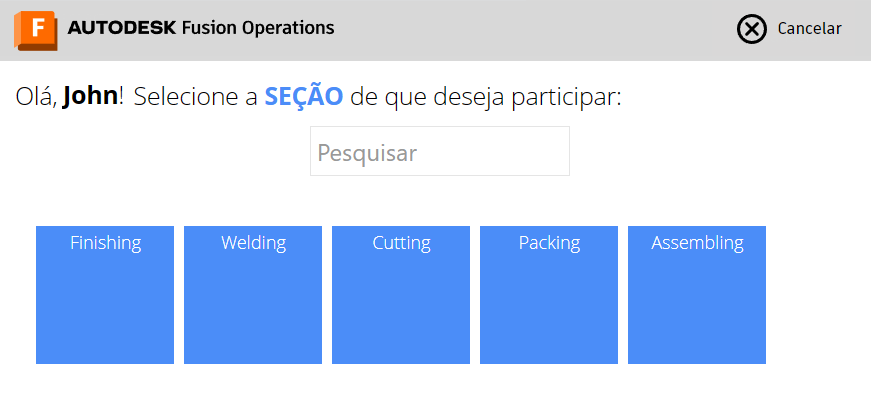 F AUTODESK Fusion Operations
Cancelar
Olá, John! Selecione a SEÇÃO de que deseja participar:
Pesquisar
Finishing Welding Cutting Packing Assembling